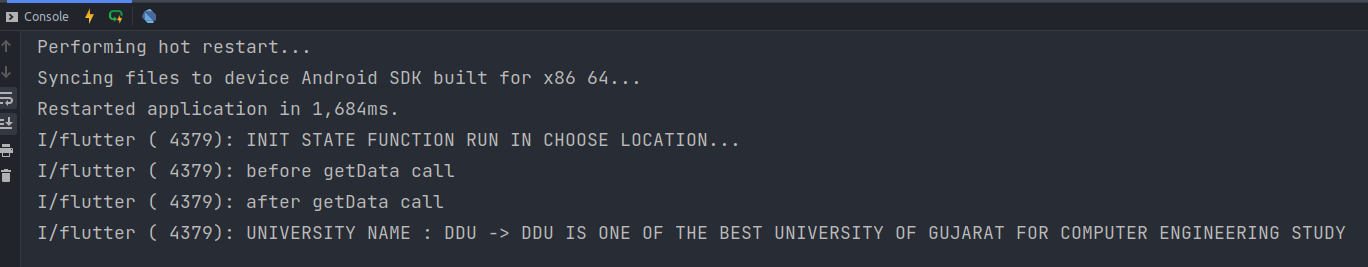 Console
Performing hot restart...
Syncing files to device Android SDK built for x86 64...
Restarted application in 1,684ms.
I/flutter ( 4379): INIT STATE FUNCTION RUN IN CHOOSE LOCATION...
I/flutter ( 4379): before getData call
I/flutter ( 4379): after getData call
I/flutter ( 4379): UNIVERSITY NAME : DDU -> DDU IS ONE OF THE BEST UNIVERSITY OF GUJARAT FOR COMPUTER ENGINEERING STUDY